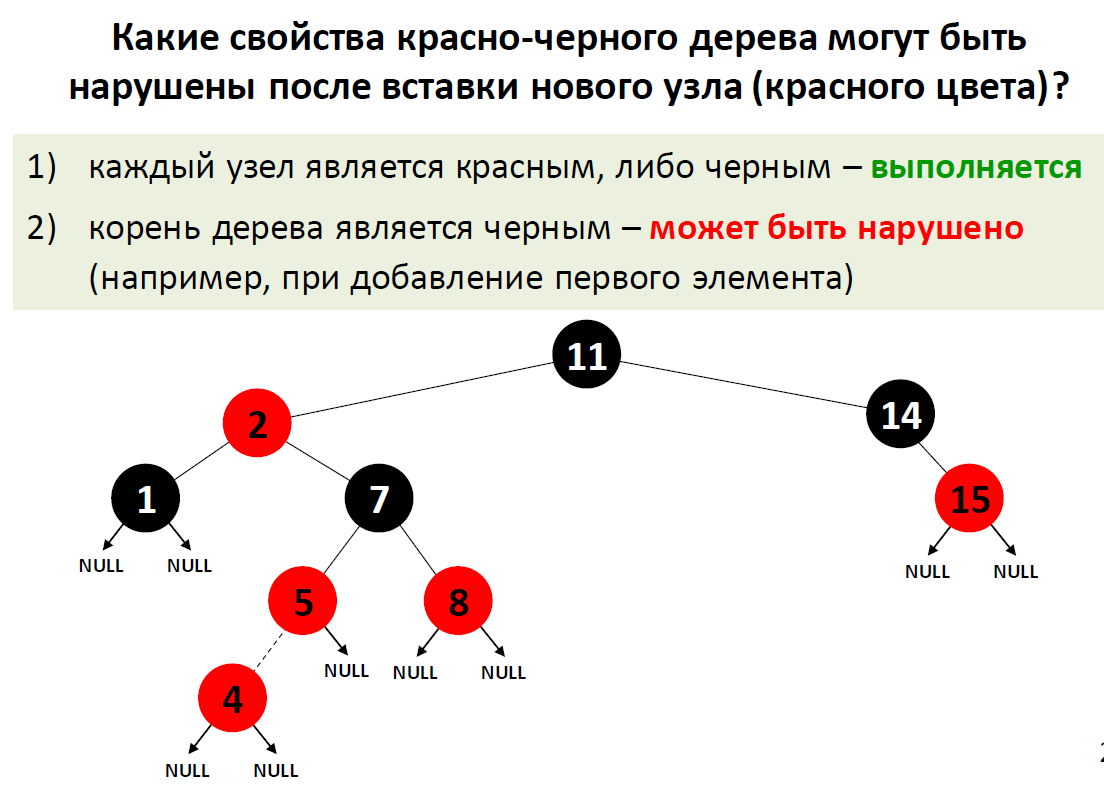 Какие свойства красно-черного дерева могут быть
нарушены после вставки нового узла (красного цвета)?
1) каждый узел является красным, либо черным – выполняется
2) корень дерева является черным – может быть нарушено
(например, при добавление первого элемента)
11
2
14
1
7
15
NULL NULL
NULL NULL
5
8
NULL NULL NULL
4
NULL NULL